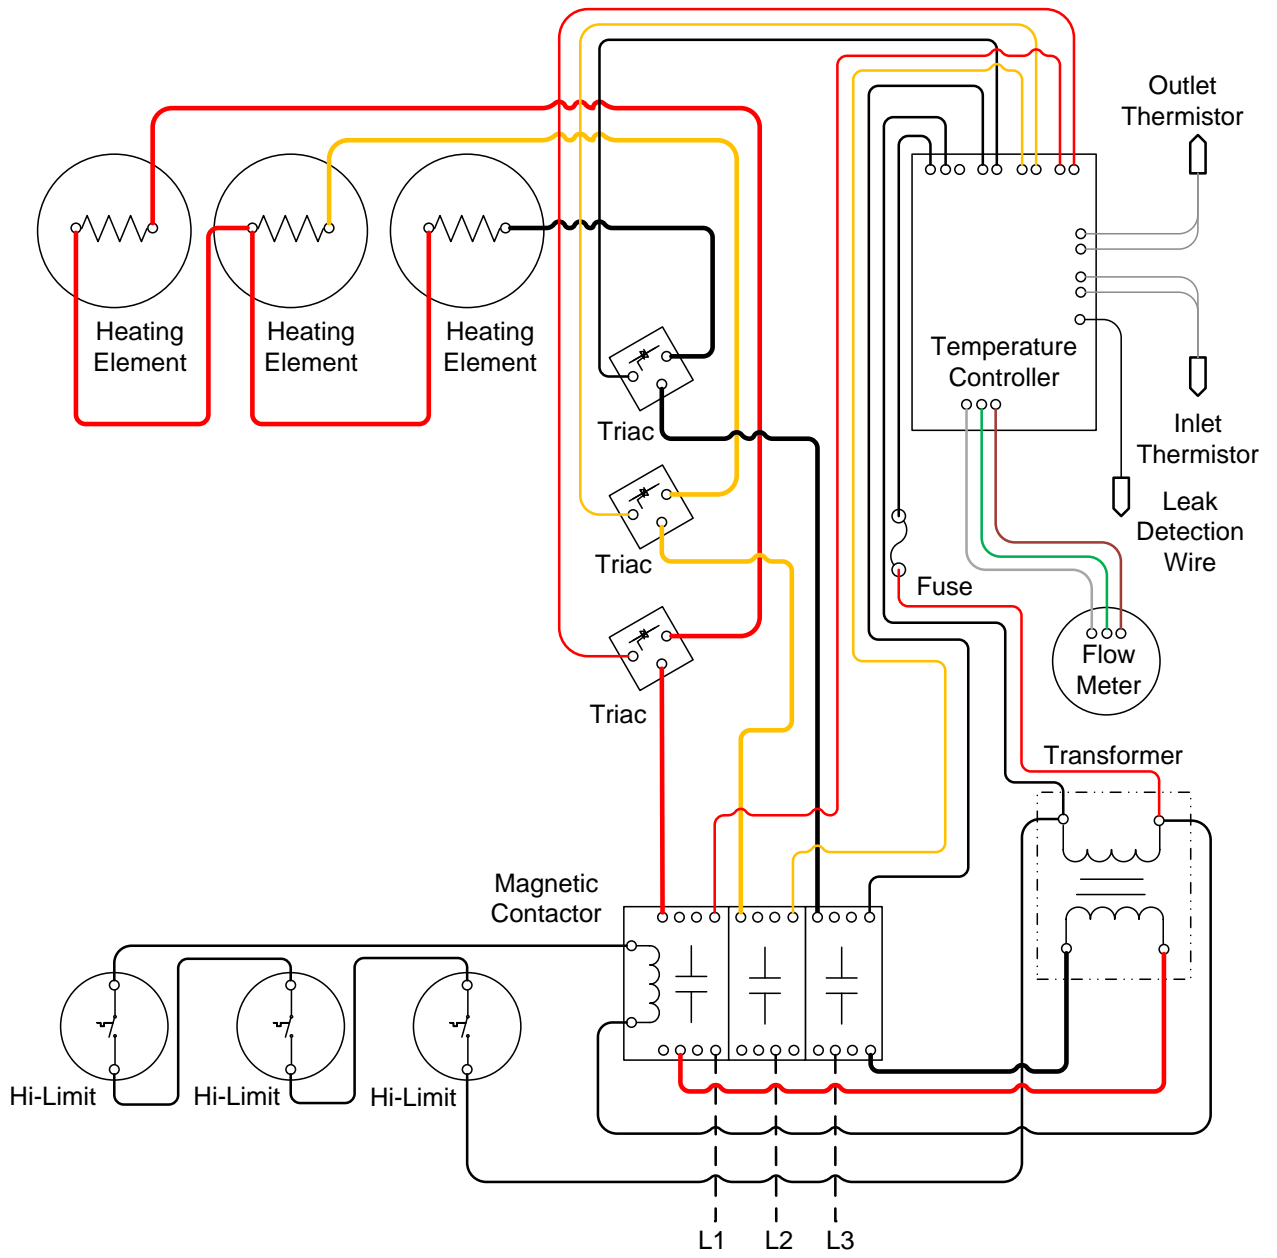 Outlet
Thermistor
Heating
Element
Heating
Element
Heating
Element
Temperature
Controller
Triac
Inlet
Thermistor
Leak
Detection
Wire
Triac
Fuse
Flow
Meter
Triac
Transformer
Magnetic
Contactor
Hi-Limit
Hi-Limit
Hi-Limit
L1
L2
L3